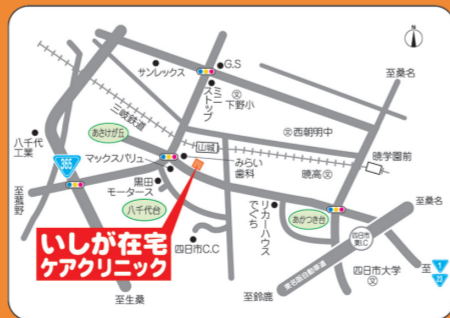 至桑名
G.S
サンレックス
ミニ
ストップ
下野小
文
三岐鉄道
あさけが丘
文西朝明中
山城
暁学園前
八千代
工業
365
マックスバリュ
みらい
歯科
暁高文
至菰野
黒田
モータース
八千代台
リカーハウス
でぐち
あかつき台
至桑名
いしが在宅
ケアクリニック
四日市C.C
四日市
東I.C
四日市大学
文
至
1
23
東名阪自動車道
至鈴鹿
至生桑